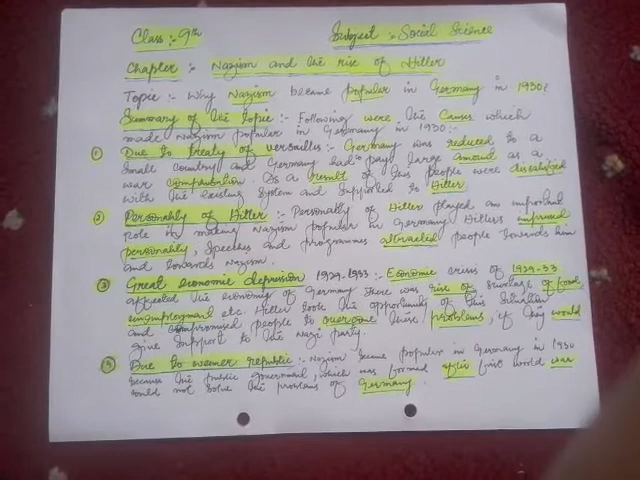 Class :- 9th Subject :- Social Science
Chapter :- Nazism and the rise of Hitler
Topic :- Why Nazism became popular in Germany in 1930?
Summary of the topic :- Following were the Causes which
made Nazism popular in Germany in 1930 :-
① Due to treaty of versailles :- Germany was reduced to a
small country and Germany had to pay large amount as a
war compensation. As a result of this people were dissatisfied
with the existing system and supported to Hitler.
② Personality of Hitler :- Personality of Hitler played an important
role in making Nazism popular in Germany. Hitler's
personality, speeches and programmes attracted people towards him
and towards Nazism.
③ Great economic depression 1929-1933 :- Economic crisis of 1929-33
affected the economy of Germany. There was rise of shortage of food,
unemployment etc. Hitler took the opportunity of this situation
and people to overcome these problems, if they would
give support to the Nazi party.
Due to weimer republic :- Nazism became popular in Germany in 1930
because the public government, which was formed after first world war
could not solve the problems of Germany.